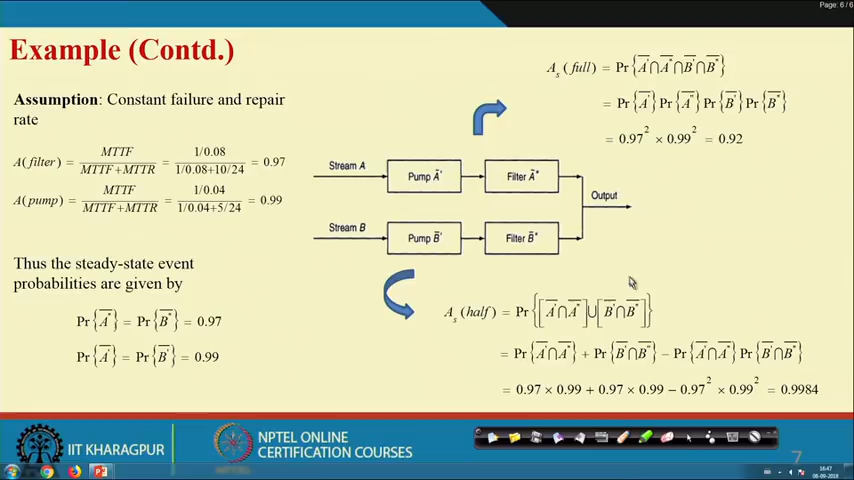 Page: 6 / 6
Example (Contd.)
Assumption: Constant failure and repair
rate
A(filter) = MTTF / MTTF+MTTR = 1/0.08 / 1/0.08+10/24 = 0.97
A(pump) = MTTF / MTTF+MTTR = 1/0.04 / 1/0.04+5/24 = 0.99
Thus the steady-state event
probabilities are given by
Pr{A̅"} = Pr{B̅"} = 0.97
Pr{A̅'} = Pr{B̅'} = 0.99
A_s(full) = Pr{A̅'∩A̅"∩B̅'∩B̅"}
= Pr{A̅'} Pr{A̅"} Pr{B̅'} Pr{B̅"}
= 0.97² × 0.99² = 0.92
Stream A
Pump A̅'
Filter A̅"
Output
Stream B
Pump B̅'
Filter B̅"
A_s(half) = Pr{[A̅'∩A̅"]∪[B̅'∩B̅"]}
= Pr{A̅'∩A̅"} + Pr{B̅'∩B̅"} − Pr{A̅'∩A̅"} Pr{B̅'∩B̅"}
= 0.97 × 0.99 + 0.97 × 0.99 − 0.97² × 0.99² = 0.9984
IIT KHARAGPUR
NPTEL ONLINE
CERTIFICATION COURSES
7
16:47
08-09-2018